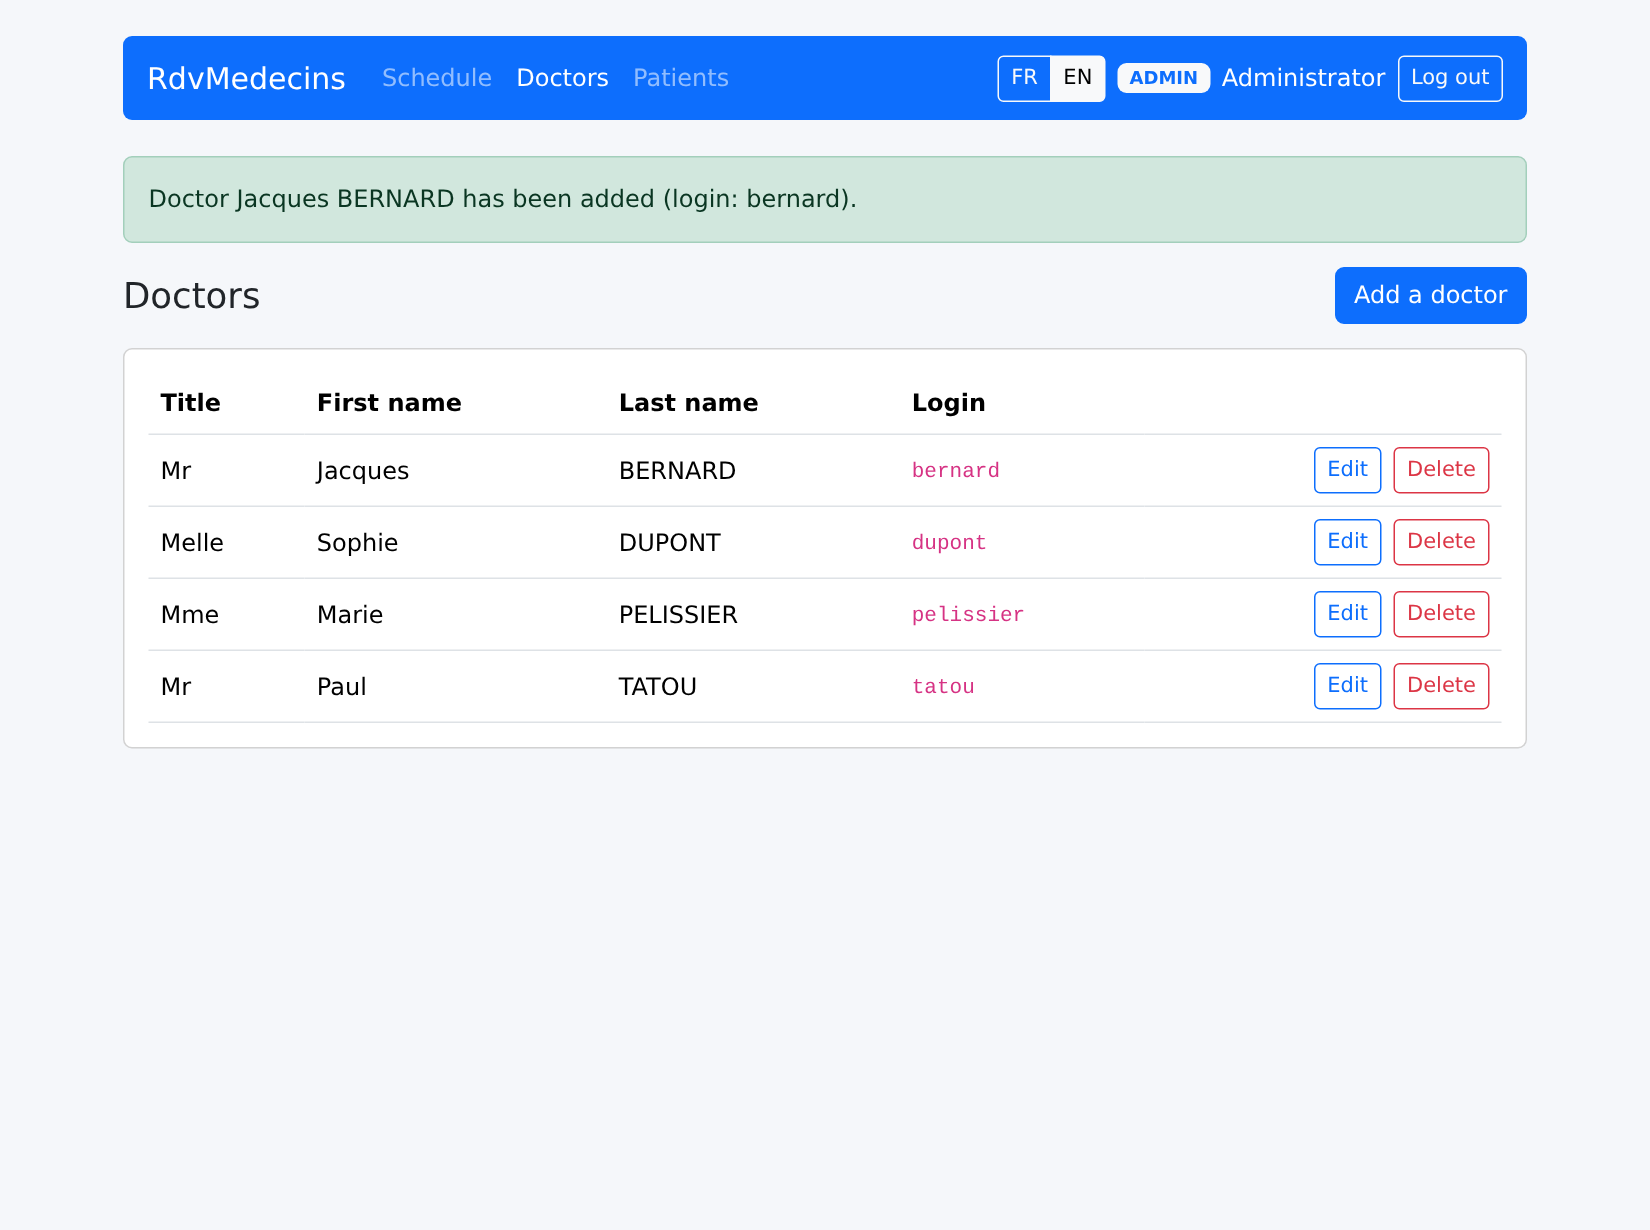 RdvMedecins Schedule Doctors Patients FR EN ADMIN Administrator Log out
Doctor Jacques BERNARD has been added (login: bernard).
Doctors Add a doctor
Title First name Last name Login
Mr Jacques BERNARD bernard Edit Delete
Melle Sophie DUPONT dupont Edit Delete
Mme Marie PELISSIER pelissier Edit Delete
Mr Paul TATOU tatou Edit Delete